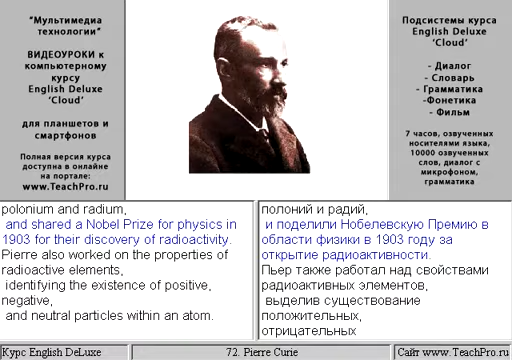 "Мультимедиа
технологии"
ВИДЕОУРОКИ к
компьютерному
курсу
English Deluxe
'Cloud'
для планшетов и
смартфонов
Полная версия курса
доступна в онлайне
на портале:
www.TeachPro.ru
Подсистемы курса
English Deluxe
'Cloud'
- Диалог
- Словарь
- Грамматика
-Фонетика
- Фильм
7 часов, озвученных
носителями языка,
10000 озвученных
слов, диалог с
микрофоном,
грамматика
polonium and radium,
and shared a Nobel Prize for physics in
1903 for their discovery of radioactivity.
Pierre also worked on the properties of
radioactive elements,
identifying the existence of positive,
negative,
and neutral particles within an atom.
полоний и радий,
и поделили Нобелевскую Премию в
области физики в 1903 году за
открытие радиоактивности.
Пьер также работал над свойствами
радиоактивных элементов,
выделив существование
положительных,
отрицательных
Курс English DeLuxe
72. Pierre Curie
Сайт www.TeachPro.ru